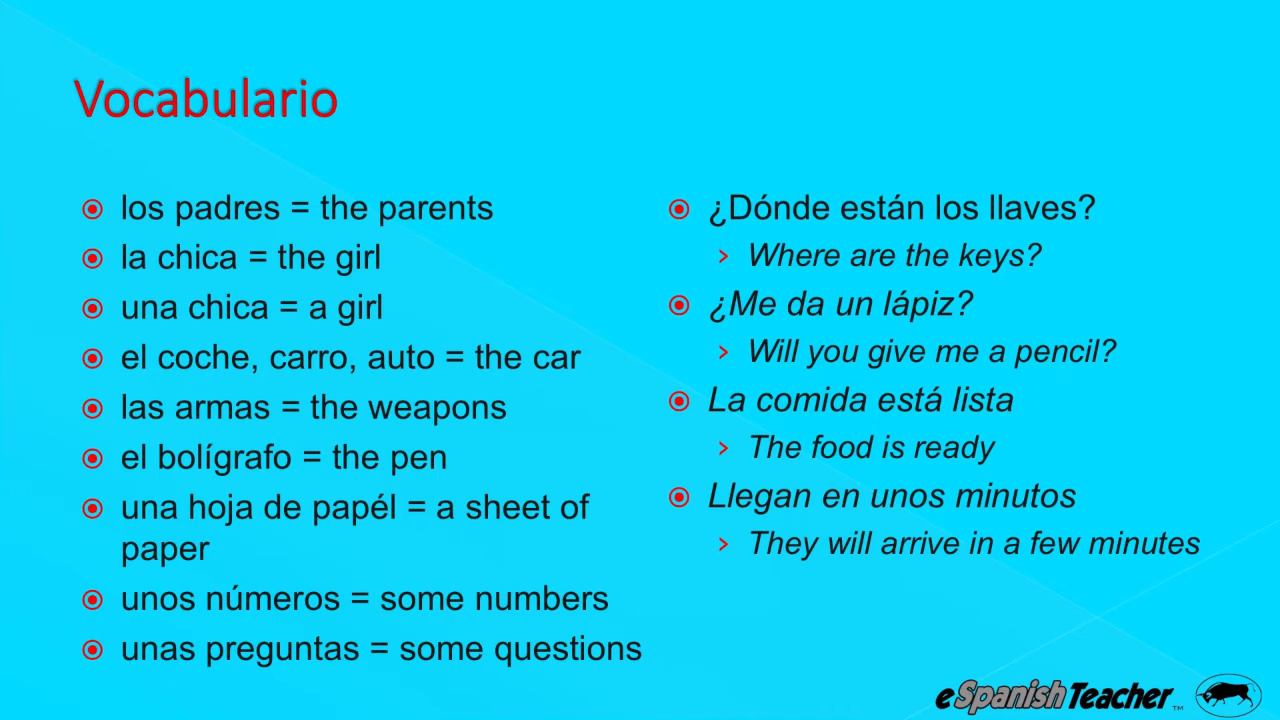 Vocabulario
los padres = the parents
la chica = the girl
una chica = a girl
el coche, carro, auto = the car
las armas = the weapons
el bolígrafo = the pen
una hoja de papél = a sheet of
paper
unos números = some numbers
unas preguntas = some questions
¿Dónde están los llaves?
Where are the keys?
¿Me da un lápiz?
Will you give me a pencil?
La comida está lista
The food is ready
Llegan en unos minutos
They will arrive in a few minutes
eSpanishTeacher™